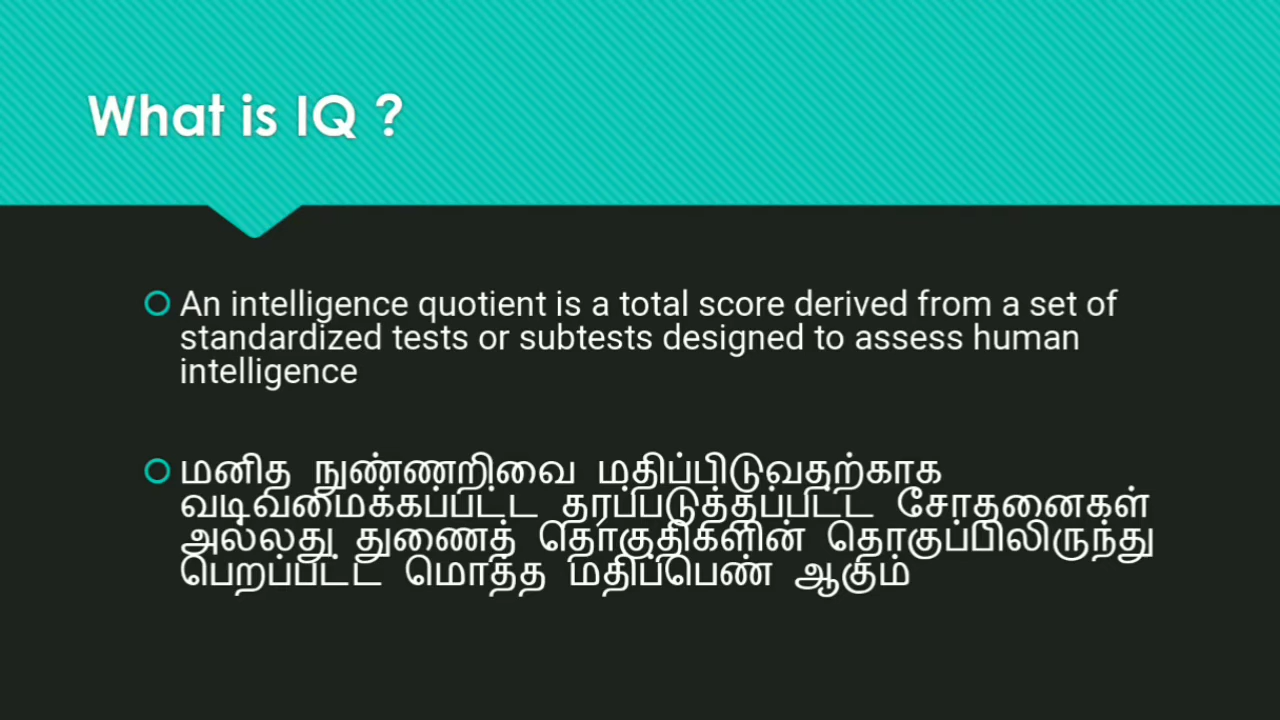 What is IQ ?
An intelligence quotient is a total score derived from a set of
standardized tests or subtests designed to assess human
intelligence
மனித நுண்ணறிவை மதிப்பிடுவதற்காக
வடிவமைக்கப்பட்ட தரப்படுத்தப்பட்ட சோதனைகள்
அல்லது துணைத் தொகுதிகளின் தொகுப்பிலிருந்து
பெறப்பட்ட மொத்த மதிப்பெண் ஆகும்